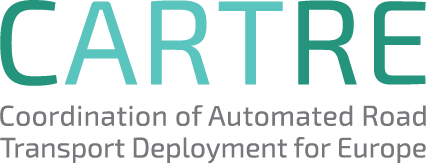 CARTRE
Coordination of Automated Road
Transport Deployment for Europe